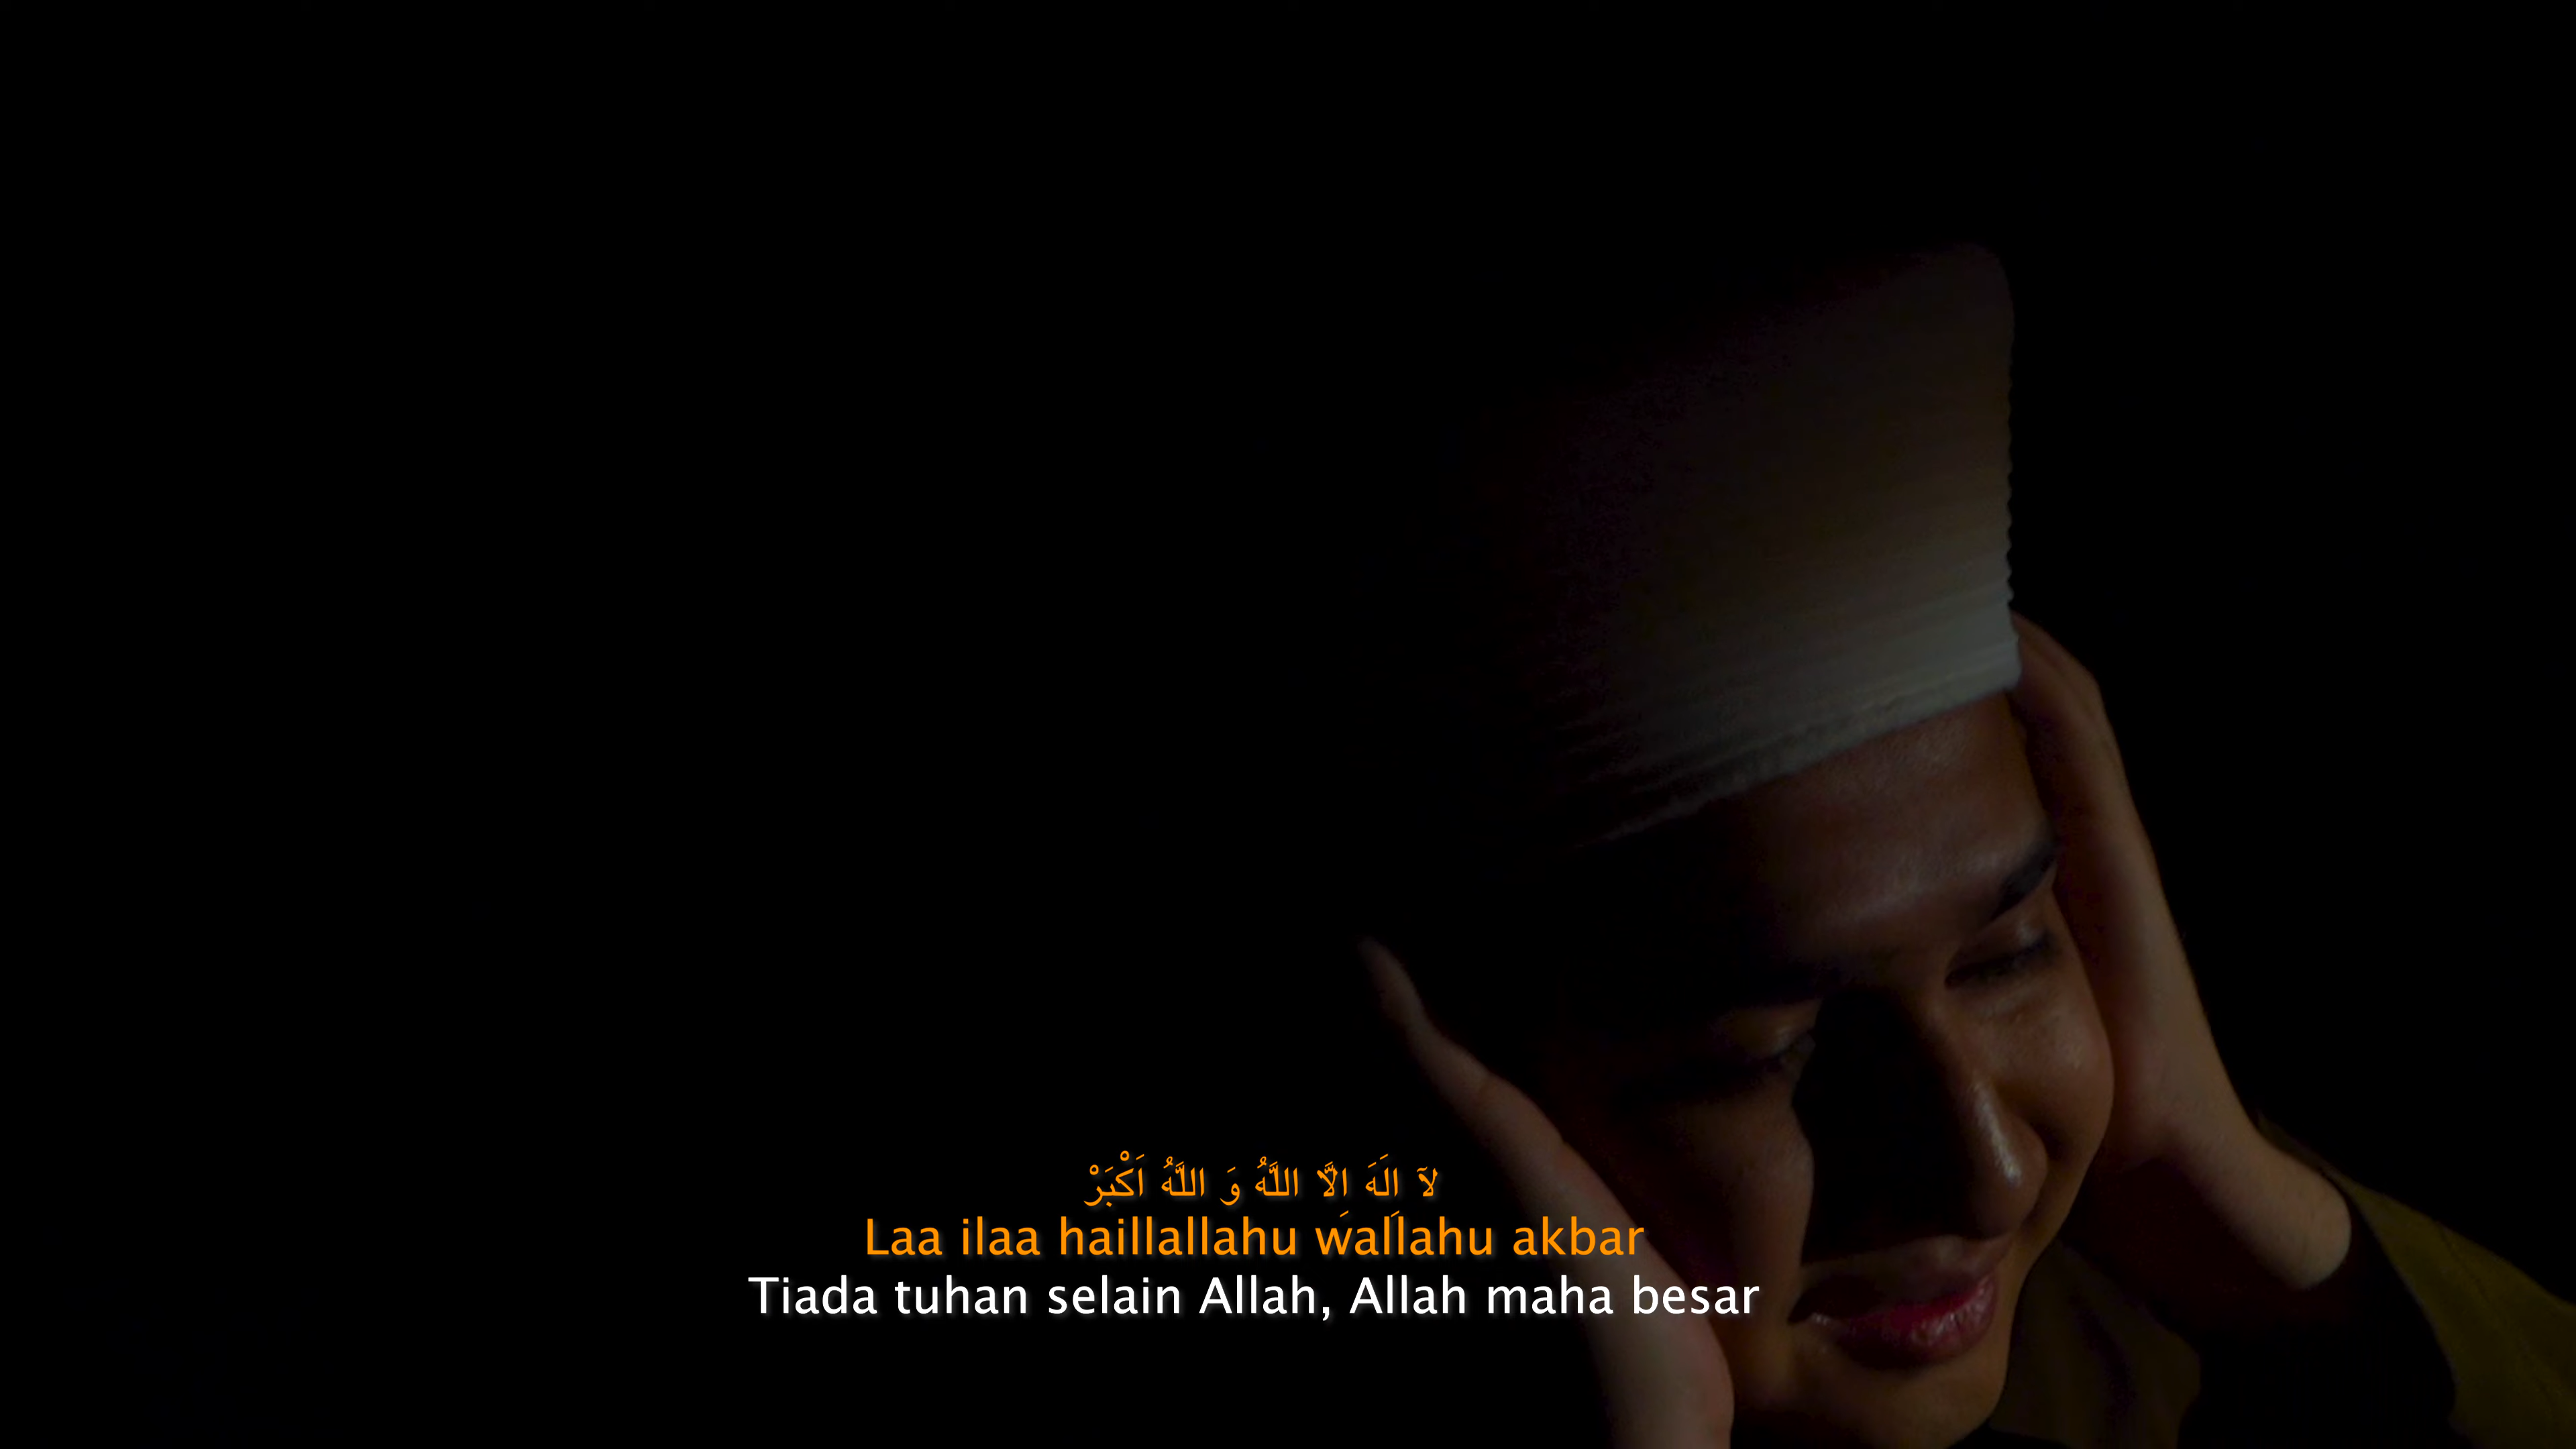 لآ اِلَهَ اِلَّا اللَّهُ وَ اللَّهُ اَكْبَرْ
Laa ilaa haillallahu wallahu akbar
Tiada tuhan selain Allah, Allah maha besar